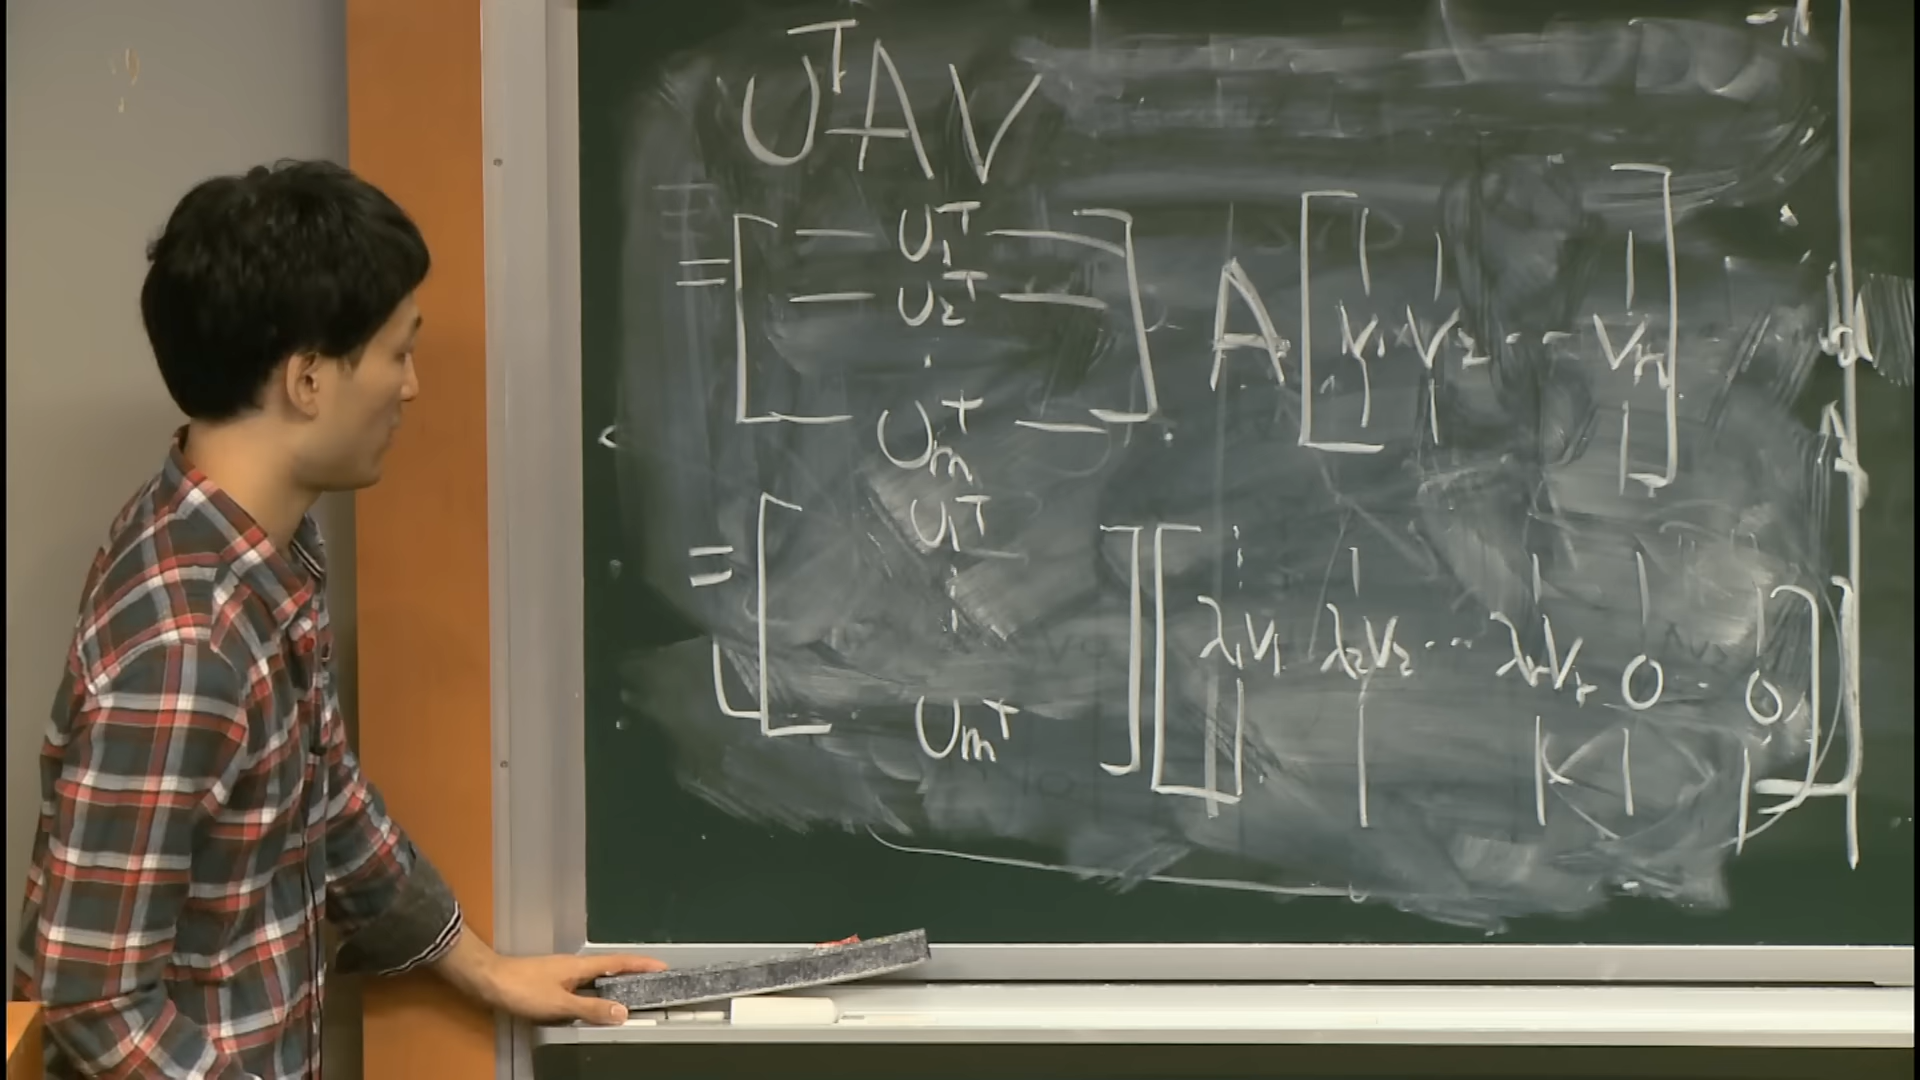 UᵀAV
= [ — U₁ᵀ — — U₂ᵀ — ⋮ Uₘᵀ — ] A [ V₁ V₂ ... Vₙ ]
= [ U₁ᵀ ⋮ Uₘᵀ ] [ λ₁V₁ λ₂V₂ ... λᵣVᵣ 0 ... 0 ]